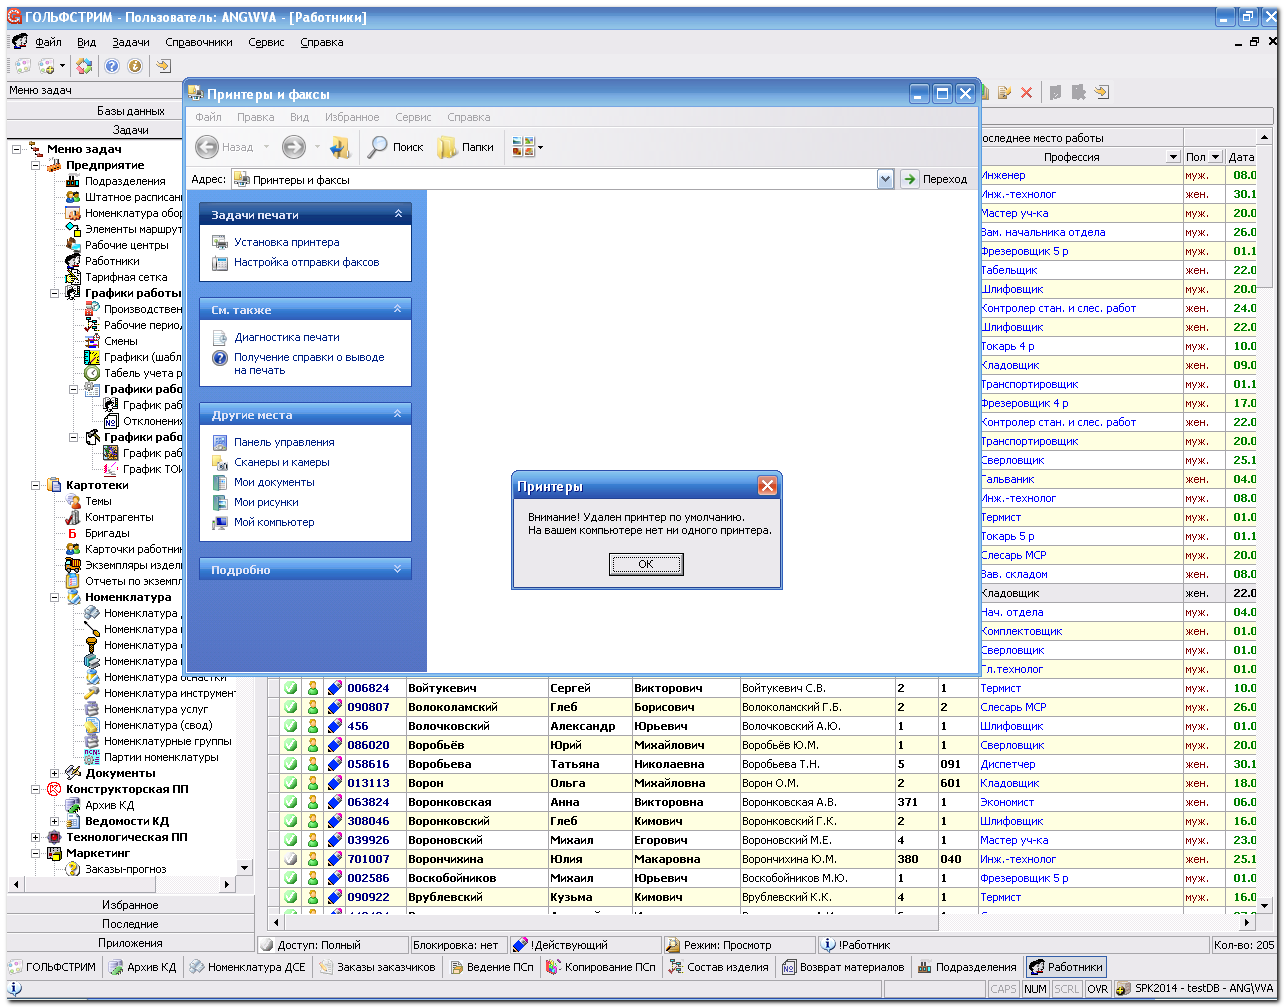 ГОЛЬФСТРИМ - Пользователь: ANG\VVA - [Работники]
Файл Вид Задачи Справочники Сервис Справка
Меню задач
Базы данных
Задачи
Меню задач
Предприятие
Подразделения
Штатное расписан
Номенклатура обор
Элементы маршрут
Рабочие центры
Работники
Тарифная сетка
Графики работы
Производствен
Рабочие перио
Смены
Графики (шабл
Табель учета р
Графики рабо
График раб
Отклонения
Графики рабо
График раб
График ТОИ
Картотеки
Темы
Контрагенты
Бригады
Карточки работник
Экземпляры издел
Отчеты по экземпл
Номенклатура
Номенклатура
Номенклатура
Номенклатура
Номенклатура
Номенклатура оснастки
Номенклатура инструмен
Номенклатура услуг
Номенклатура (свод)
Номенклатурные группы
Партии номенклатуры
Документы
Конструкторская ПП
Архив КД
Ведомости КД
Технологическая ПП
Маркетинг
Заказы-прогноз
Избранное
Последние
Приложения
Принтеры и факсы
Файл Правка Вид Избранное Сервис Справка
Назад Поиск Папки
Адрес: Принтеры и факсы Переход
Задачи печати
Установка принтера
Настройка отправки факсов
См. также
Диагностика печати
Получение справки о выводе
на печать
Другие места
Панель управления
Сканеры и камеры
Мои документы
Мои рисунки
Мой компьютер
Подробно
Принтеры
Внимание! Удален принтер по умолчанию.
На вашем компьютере нет ни одного принтера.
OK
оследнее место работы
Профессия Пол Дата
Инженер муж. 08.0
Инж.-технолог муж. 30.1
Мастер уч-ка муж. 20.0
Зам. начальника отдела муж. 26.0
Фрезеровщик 5 р муж. 01.1
Табельщик жен. 22.0
Шлифовщик муж. 20.0
Контролер стан. и слес. работ жен. 24.0
Шлифовщик жен. 22.0
Токарь 4 р муж. 10.0
Кладовщик жен. 09.0
Транспортировщик муж. 01.1
Фрезеровщик 4 р муж. 17.0
Контролер стан. и слес. работ жен. 22.0
Транспортировщик муж. 20.0
Сверловщик муж. 25.1
Гальваник жен. 04.0
Инж.-технолог муж. 08.0
Термист муж. 01.0
Токарь 5 р муж. 01.1
Слесарь МСР муж. 20.0
Зав. складом жен. 08.0
Кладовщик жен. 22.0
Нач. отдела муж. 04.0
Комплектовщик жен. 01.0
Сверловщик муж. 01.0
Гл.технолог муж. 01.0
006824 Войтукевич Сергей Викторович Войтукевич С.В. 2 1 Термист муж. 10.0
090807 Волоколамский Глеб Борисович Волоколамский Г.Б. 2 2 Слесарь МСР муж. 26.0
456 Волочковский Александр Юрьевич Волочковский А.Ю. 1 1 Шлифовщик муж. 01.0
086020 Воробьёв Юрий Михайлович Воробьёв Ю.М. 1 1 Сверловщик муж. 20.0
058616 Воробьева Татьяна Николаевна Воробьева Т.Н. 5 091 Диспетчер жен. 30.1
013113 Ворон Ольга Михайловна Ворон О.М. 2 601 Кладовщик жен. 18.0
063824 Воронковская Анна Викторовна Воронковская А.В. 371 1 Экономист жен. 06.0
308046 Воронковский Глеб Кимович Воронковский Г.К. 2 1 Шлифовщик муж. 16.0
039926 Вороновский Михаил Егорович Вороновский М.Е. 4 1 Мастер уч-ка муж. 23.0
701007 Ворончихина Юлия Макаровна Ворончихина Ю.М. 380 040 Инж.-технолог жен. 25.1
002586 Воскобойников Михаил Юрьевич Воскобойников М.Ю. 1 1 Фрезеровщик 5 р муж. 01.0
090922 Врублевский Кузьма Кимович Врублевский К.К. 4 1 Термист муж. 16.0
Доступ: Полный Блокировка: нет !Действующий Режим: Просмотр !Работник Кол-во: 205
ГОЛЬФСТРИМ Архив КД Номенклатура ДСЕ Заказы заказчиков Ведение ПСп Копирование ПСп Состав изделия Возврат материалов Подразделения Работники
CAPS NUM SCRL OVR SPK2014 - testDB - ANG\VVA